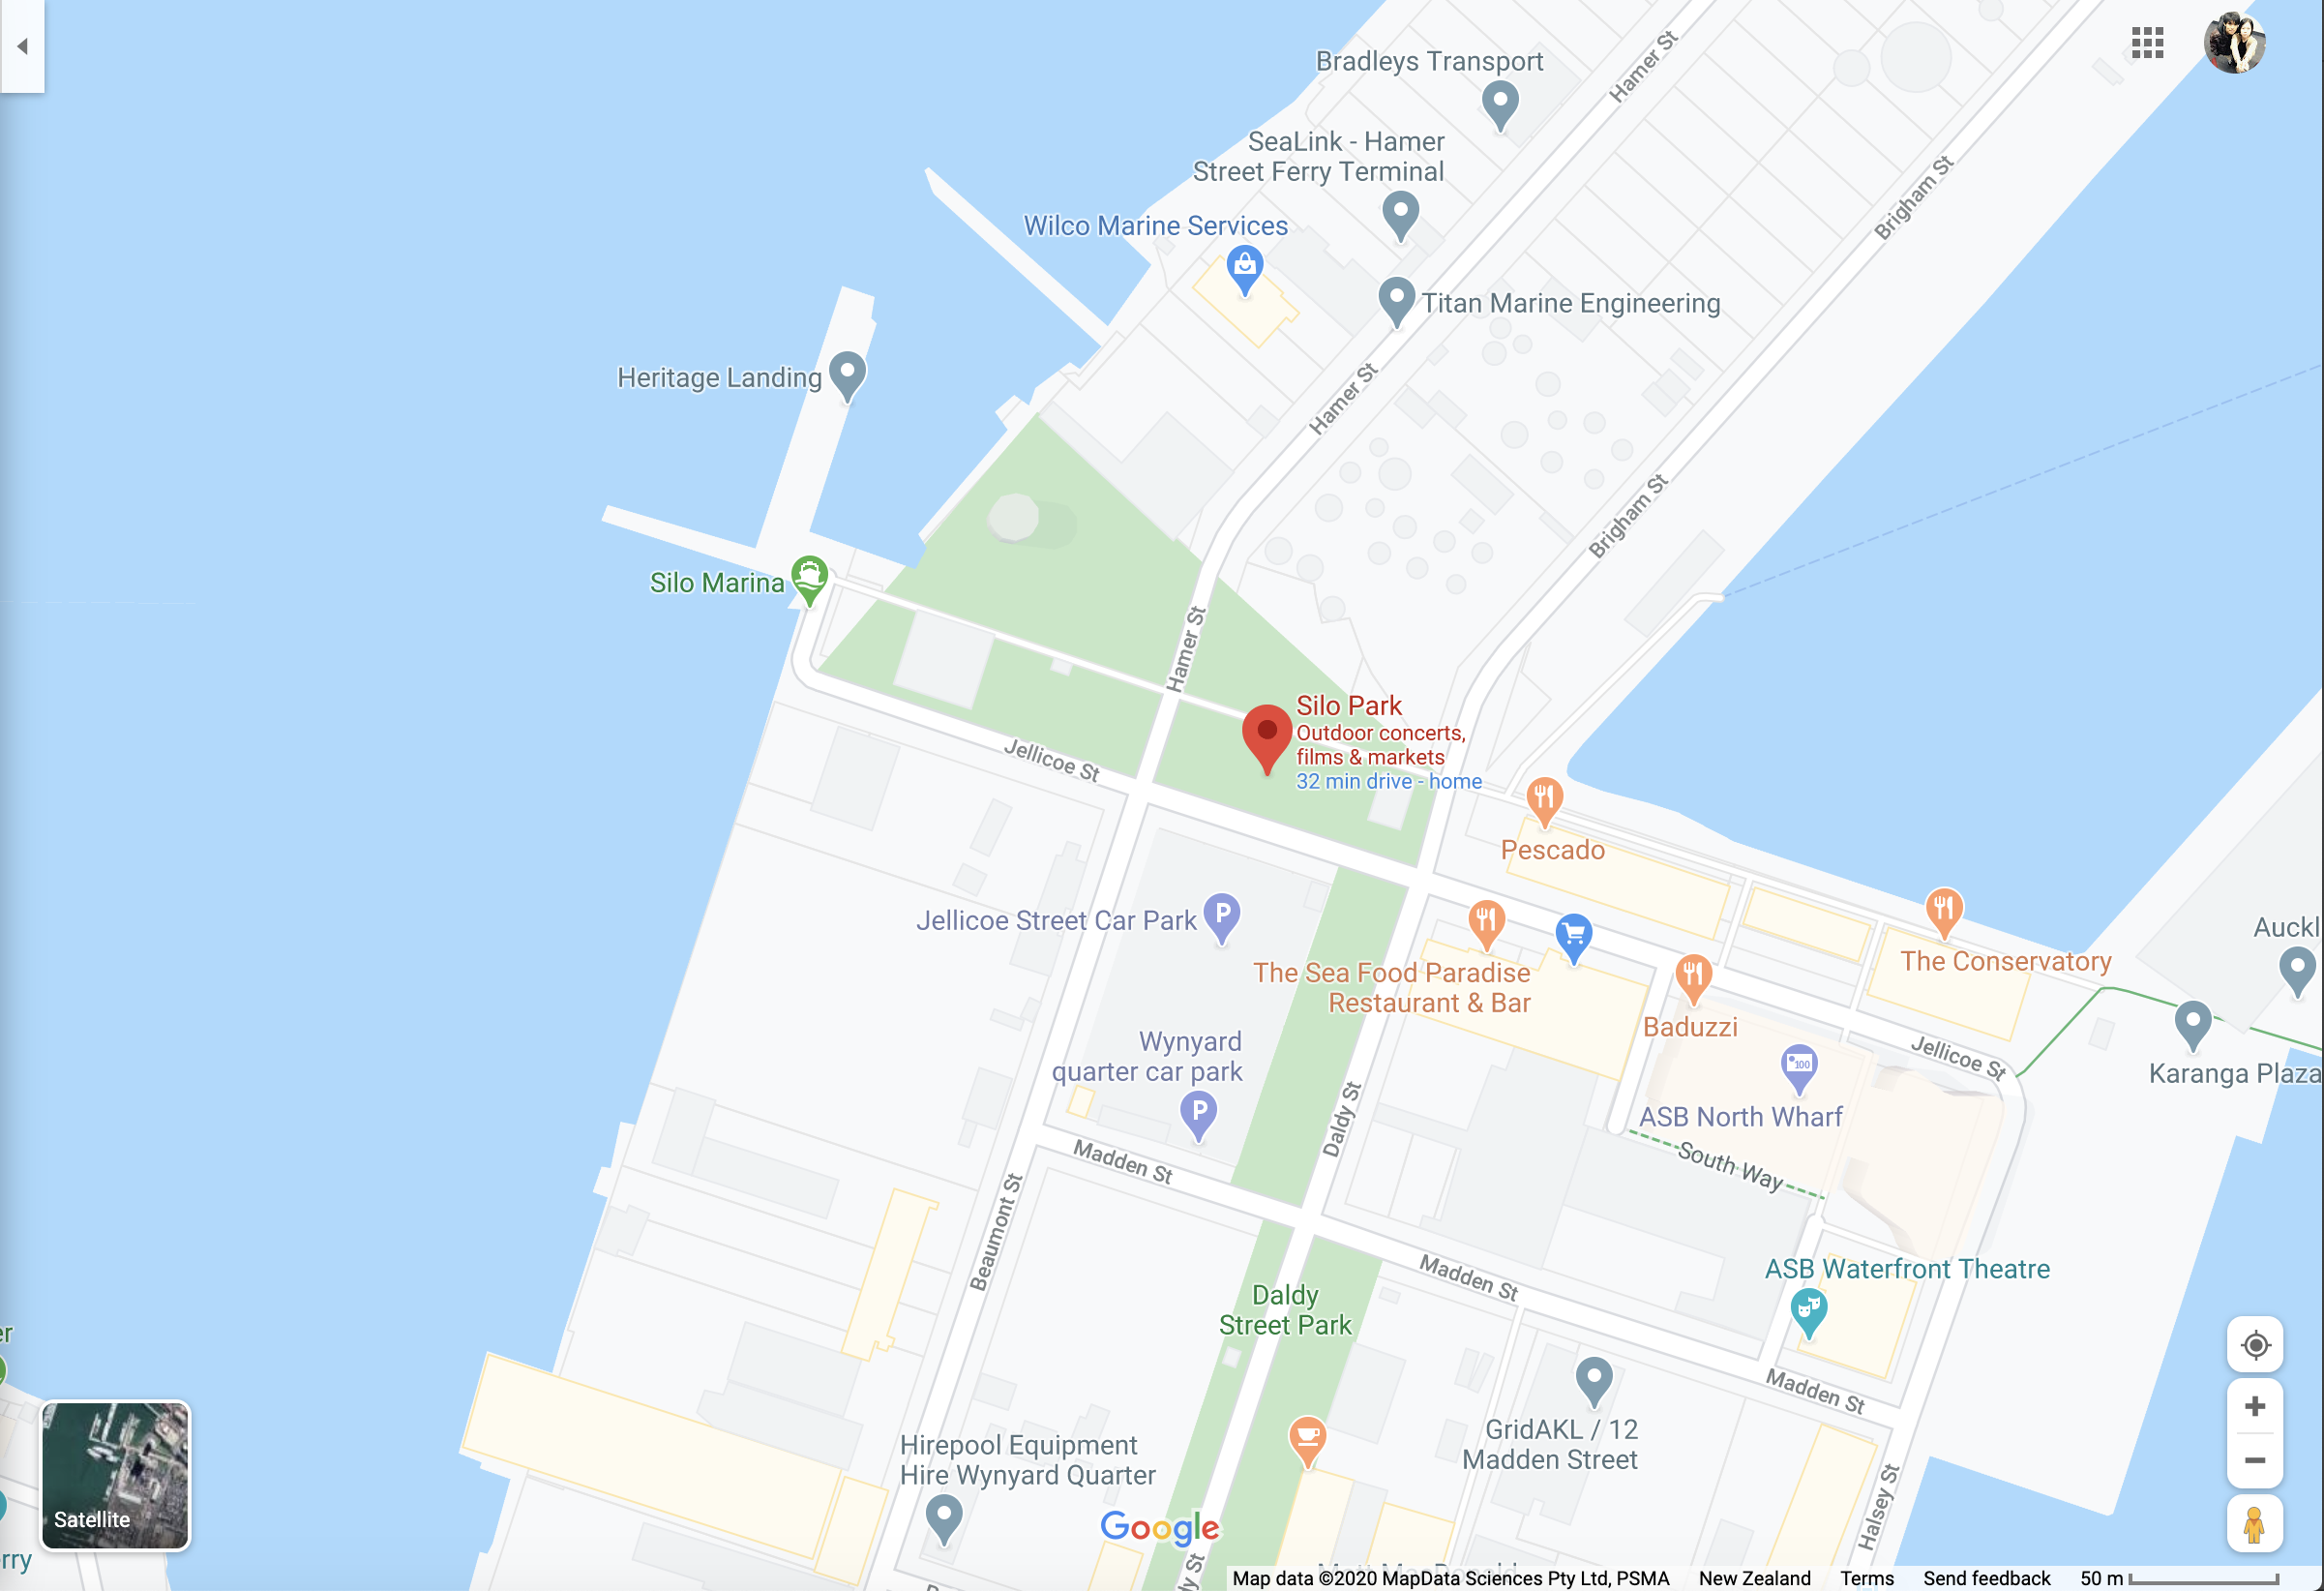 Bradleys Transport
Hamer St
SeaLink - Hamer
Street Ferry Terminal
Brigham St
Wilco Marine Services
Titan Marine Engineering
Heritage Landing
Hamer St
Brigham St
Silo Marina
Hamer St
Silo Park
Outdoor concerts,
films & markets
32 min drive - home
Jellicoe St
Pescado
Jellicoe Street Car Park
P
The Sea Food Paradise
Restaurant & Bar
The Conservatory
Auckl
Baduzzi
Jellicoe St
Karanga Plaza
Wynyard
quarter car park
P
100
ASB North Wharf
Daldy St
South Way
Madden St
Beaumont St
Madden St
ASB Waterfront Theatre
Daldy
Street Park
er
Madden St
GridAKL / 12
Madden Street
Hirepool Equipment
Hire Wynyard Quarter
Halsey St
Satellite
Google
rry
dy St
Map data ©2020 MapData Sciences Pty Ltd, PSMA New Zealand Terms Send feedback 50 m